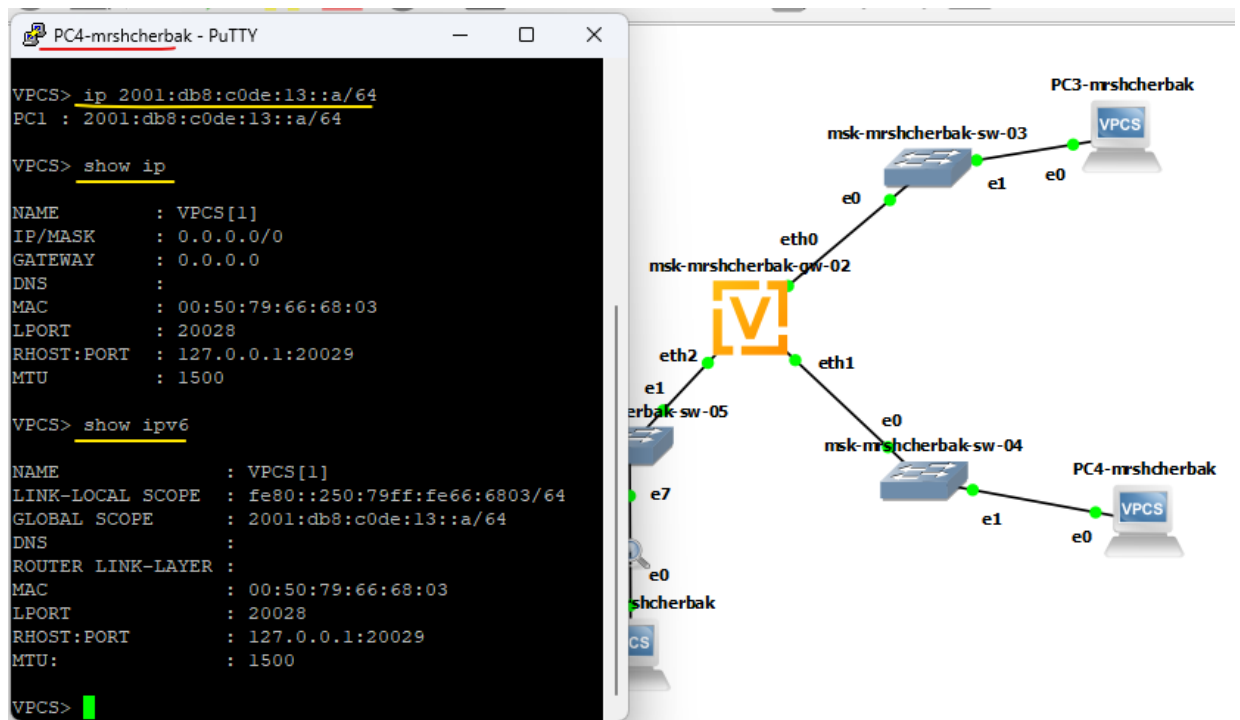 PC4-mrshcherbak - PuTTY
VPCS> ip 2001:db8:c0de:13::a/64
PC1 : 2001:db8:c0de:13::a/64
VPCS> show ip
NAME : VPCS[1]
IP/MASK : 0.0.0.0/0
GATEWAY : 0.0.0.0
DNS :
MAC : 00:50:79:66:68:03
LPORT : 20028
RHOST:PORT : 127.0.0.1:20029
MTU : 1500
VPCS> show ipv6
NAME : VPCS[1]
LINK-LOCAL SCOPE : fe80::250:79ff:fe66:6803/64
GLOBAL SCOPE : 2001:db8:c0de:13::a/64
DNS :
ROUTER LINK-LAYER :
MAC : 00:50:79:66:68:03
LPORT : 20028
RHOST:PORT : 127.0.0.1:20029
MTU: : 1500
VPCS>
PC3-mrshcherbak
VPCS
msk-mrshcherbak-sw-03
e1
e0
e0
eth0
msk-mrshcherbak-gw-02
V
eth2
eth1
e1
erbak-sw-05
e0
msk-mrshcherbak-sw-04
PC4-mrshcherbak
VPCS
e7
e1
e0
e0
shcherbak
CS